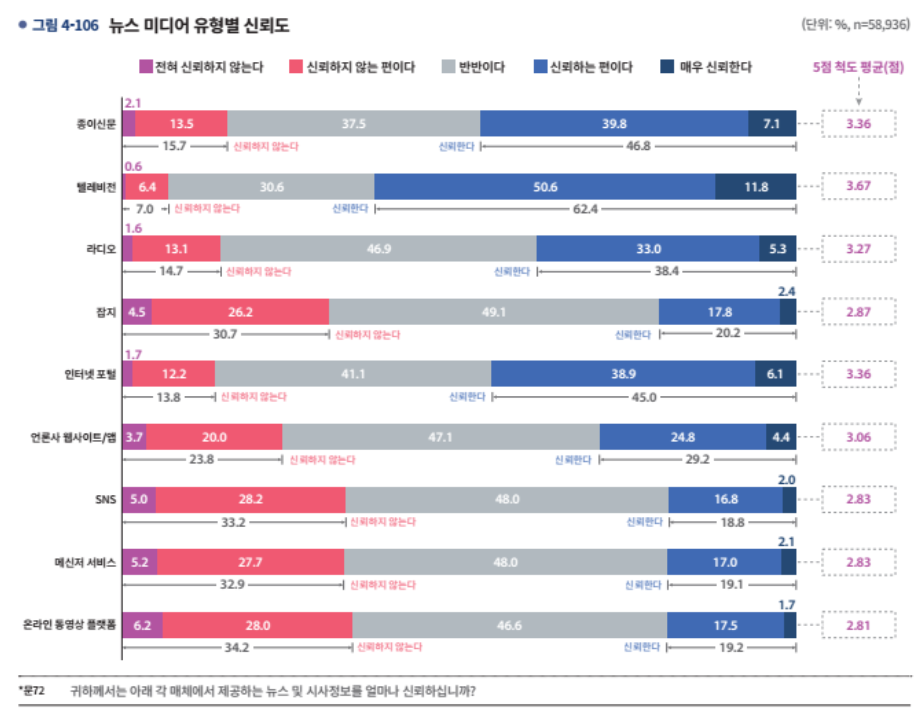 • 그림 4-106 뉴스 미디어 유형별 신뢰도 (단위: %, n=58,936)
전혀 신뢰하지 않는다 신뢰하지 않는 편이다 반반이다 신뢰하는 편이다 매우 신뢰한다 5점 척도 평균(점)
2.1
종이신문 13.5 37.5 39.8 7.1 3.36
15.7 신뢰하지 않는다 신뢰한다 46.8
0.6
텔레비전 6.4 30.6 50.6 11.8 3.67
7.0 신뢰하지 않는다 신뢰한다 62.4
1.6
라디오 13.1 46.9 33.0 5.3 3.27
14.7 신뢰하지 않는다 신뢰한다 38.4
2.4
잡지 4.5 26.2 49.1 17.8 2.87
30.7 신뢰하지 않는다 신뢰한다 20.2
1.7
인터넷 포털 12.2 41.1 38.9 6.1 3.36
13.8 신뢰하지 않는다 신뢰한다 45.0
언론사 웹사이트/앱 3.7 20.0 47.1 24.8 4.4 3.06
23.8 신뢰하지 않는다 신뢰한다 29.2
2.0
SNS 5.0 28.2 48.0 16.8 2.83
33.2 신뢰하지 않는다 신뢰한다 18.8
2.1
메신저 서비스 5.2 27.7 48.0 17.0 2.83
32.9 신뢰하지 않는다 신뢰한다 19.1
1.7
온라인 동영상 플랫폼 6.2 28.0 46.6 17.5 2.81
34.2 신뢰하지 않는다 신뢰한다 19.2
*문72 귀하께서는 아래 각 매체에서 제공하는 뉴스 및 시사정보를 얼마나 신뢰하십니까?